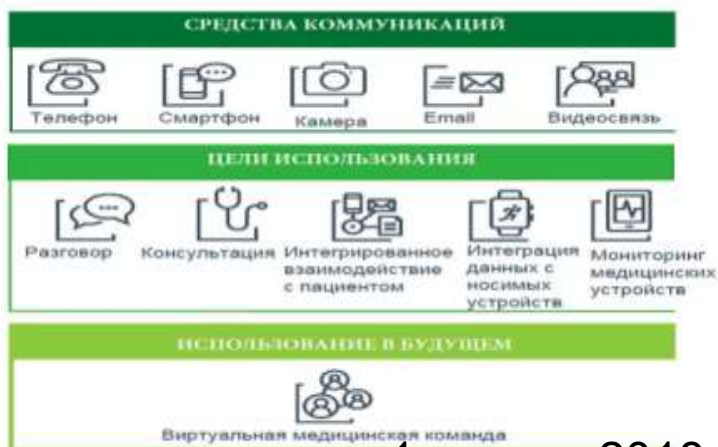 СРЕДСТВА КОММУНИКАЦИЙ
Телефон
Смартфон
Камера
Email
Видеосвязь
ЦЕЛИ ИСПОЛЬЗОВАНИЯ
Разговор
Консультация
Интегрированное
взаимодействие
с пациентом
Интеграция
данных с
носимых
устройств
Мониторинг
медицинских
устройств
ИСПОЛЬЗОВАНИЕ В БУДУЩЕМ
Виртуальная медицинская команда